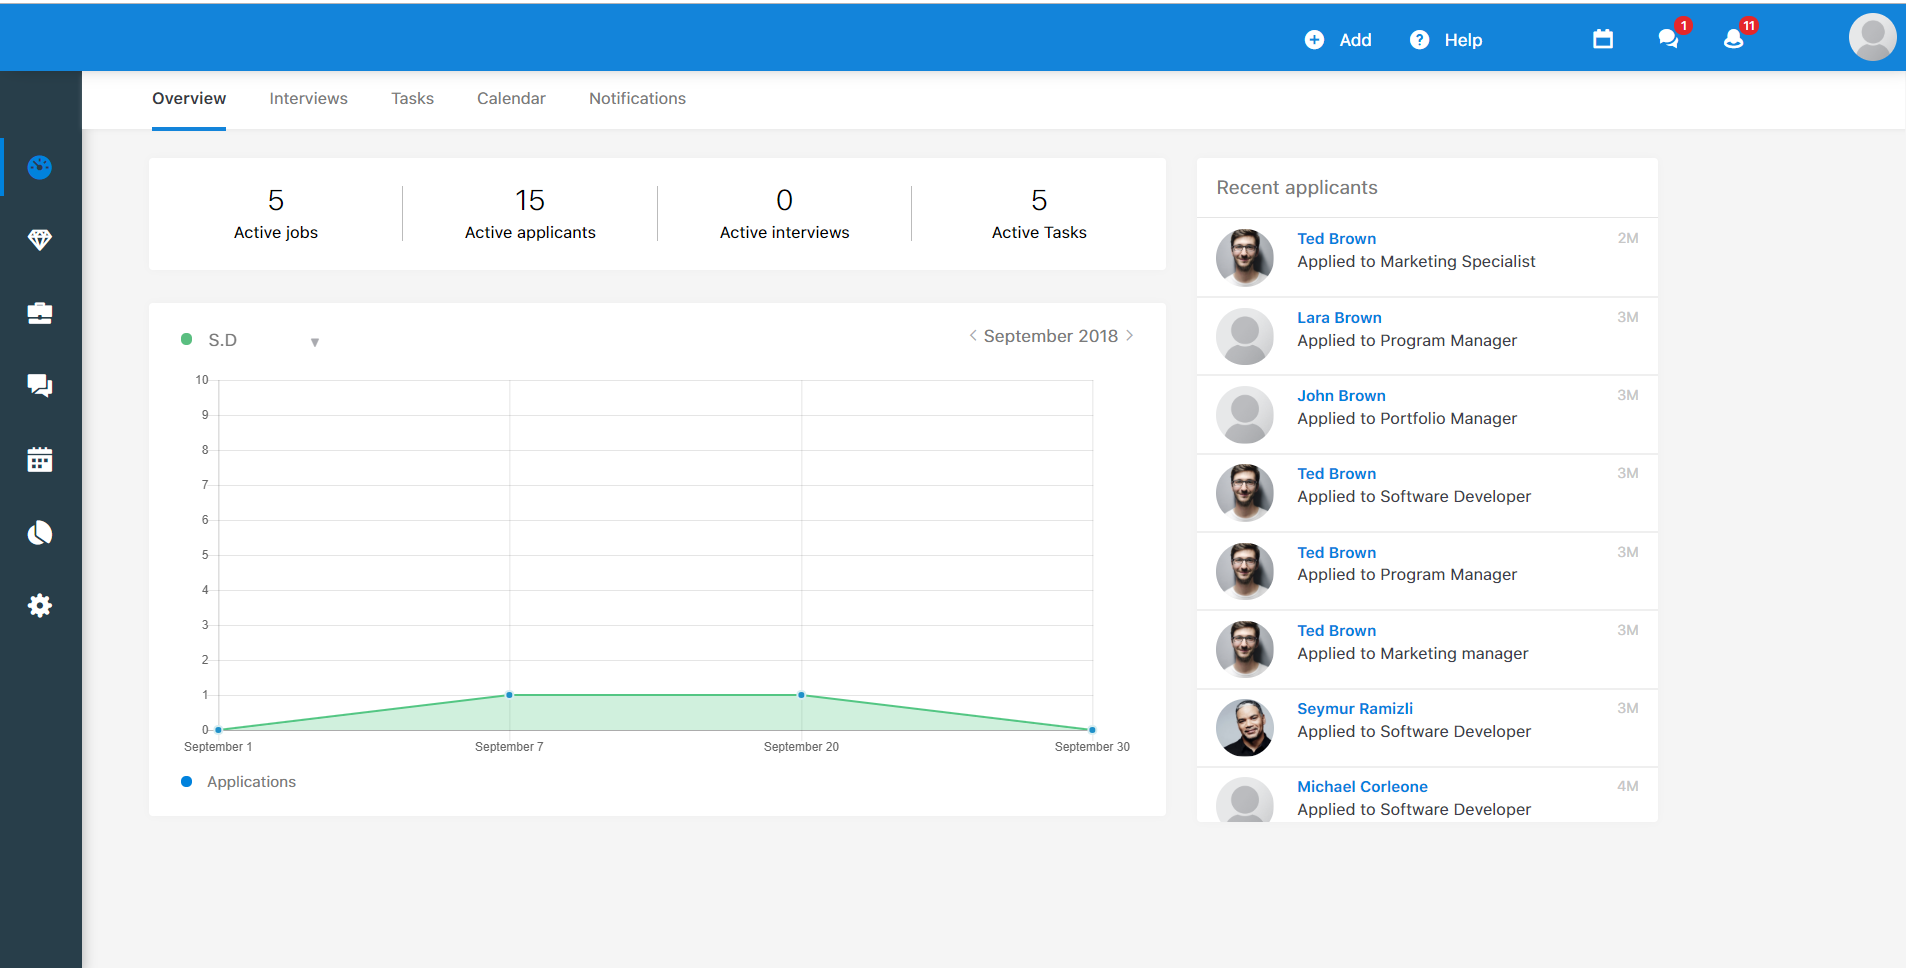 Add
Help
1
11
Overview
Interviews
Tasks
Calendar
Notifications
5
Active jobs
15
Active applicants
0
Active interviews
5
Active Tasks
S.D
September 2018
10
9
8
7
6
5
4
3
2
1
0
September 1
September 7
September 20
September 30
Applications
Recent applicants
Ted Brown 2M
Applied to Marketing Specialist
Lara Brown 3M
Applied to Program Manager
John Brown 3M
Applied to Portfolio Manager
Ted Brown 3M
Applied to Software Developer
Ted Brown 3M
Applied to Program Manager
Ted Brown 3M
Applied to Marketing manager
Seymur Ramizli 3M
Applied to Software Developer
Michael Corleone 4M
Applied to Software Developer